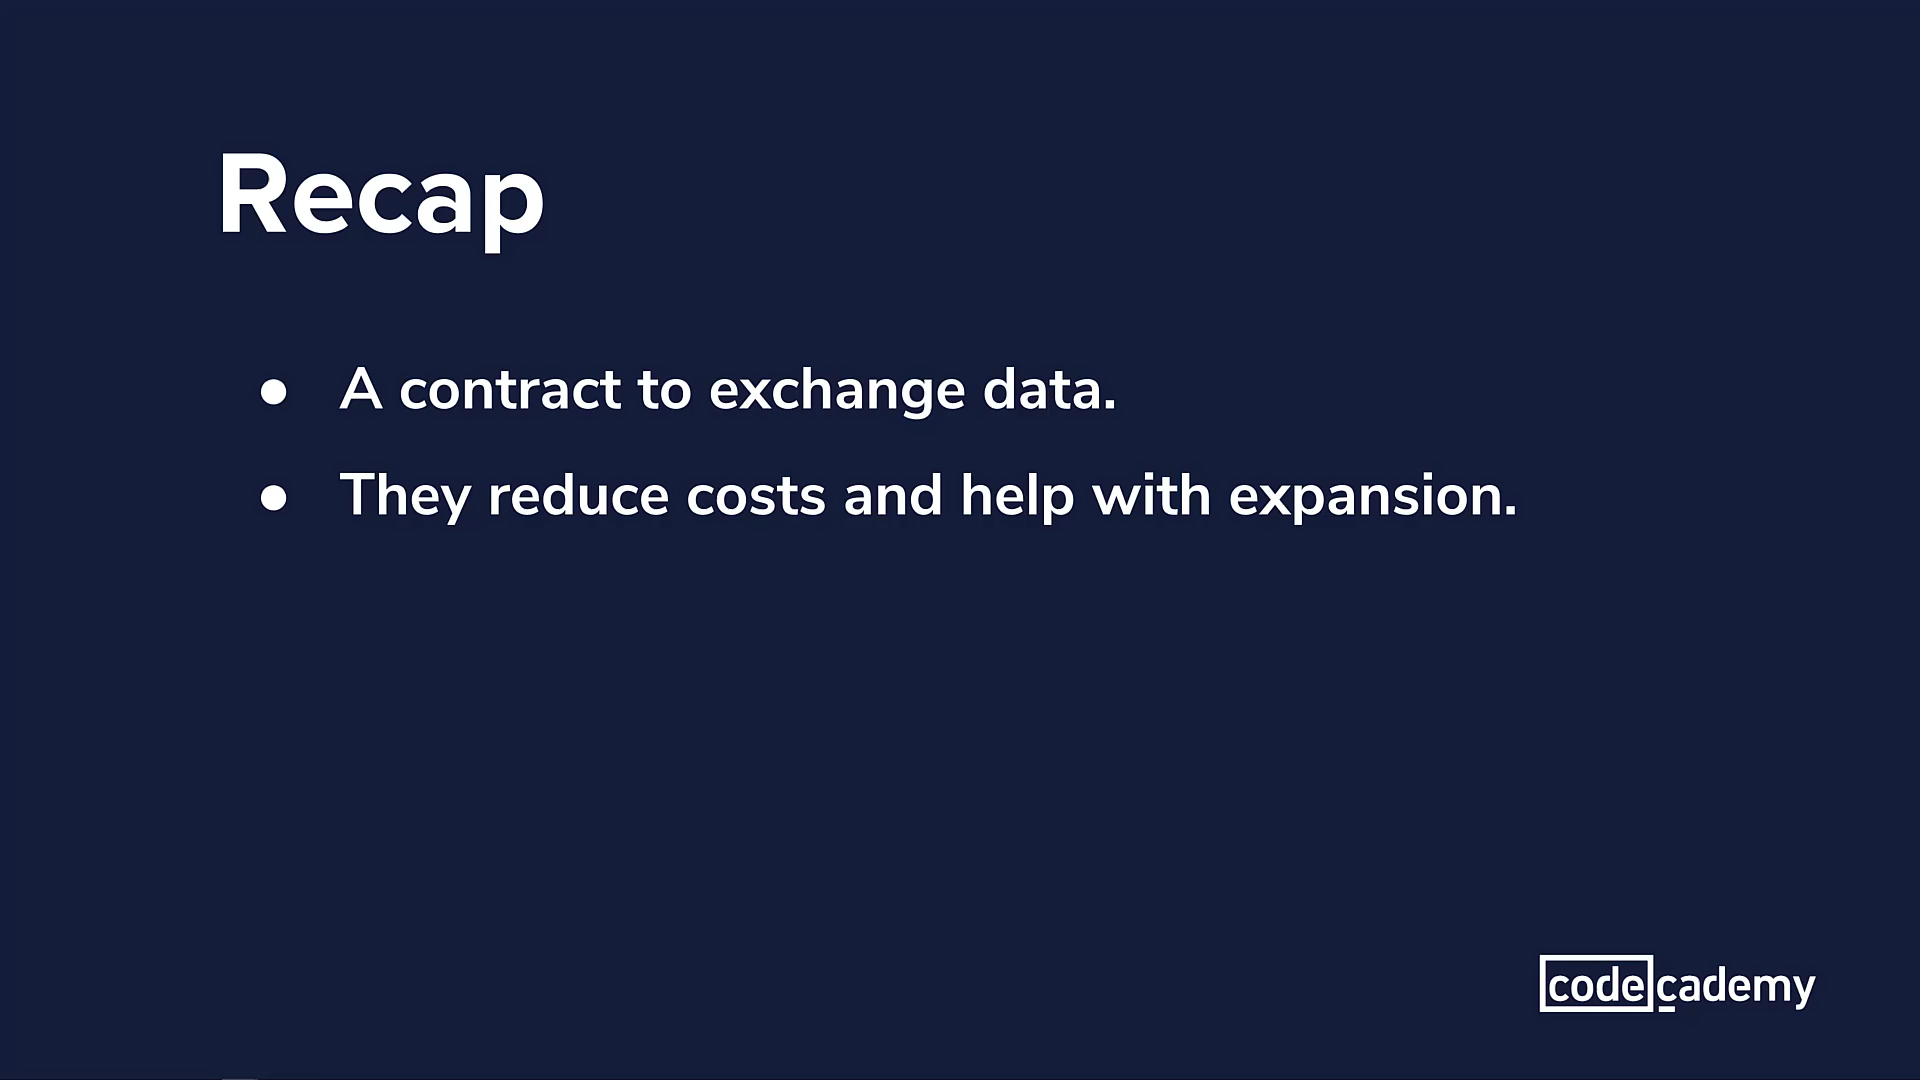 Recap
● A contract to exchange data.
● They reduce costs and help with expansion.
codecademy